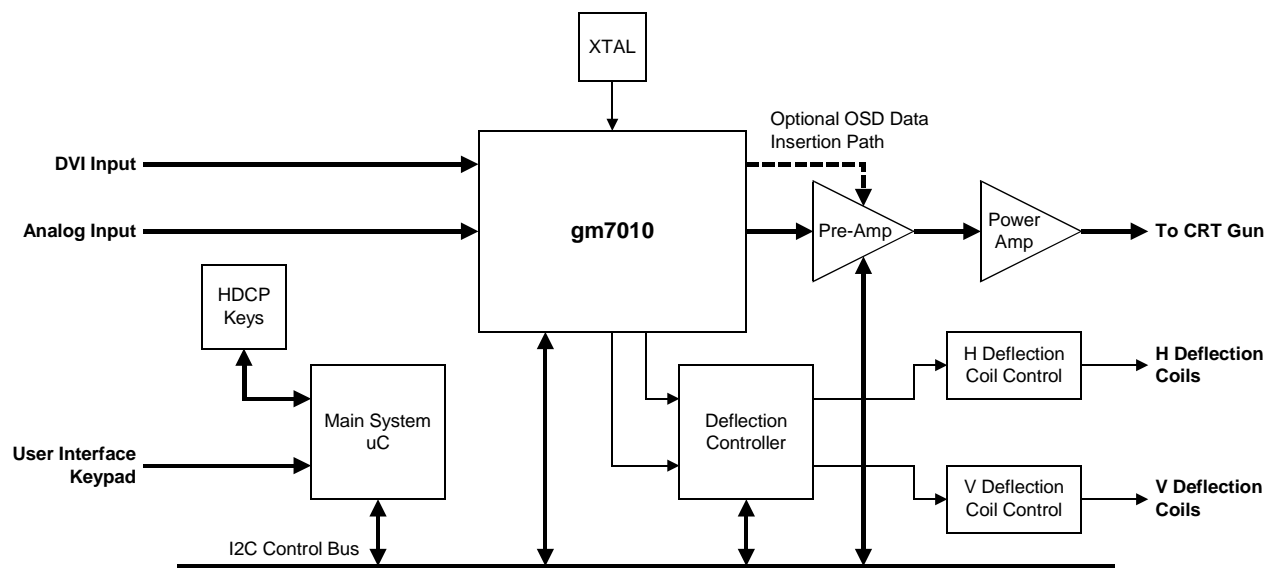 XTAL
Optional OSD Data
Insertion Path
DVI Input
Analog Input
gm7010
Pre-Amp
Power
Amp
To CRT Gun
HDCP
Keys
H Deflection
Coil Control
H Deflection
Coils
Main System
uC
Deflection
Controller
User Interface
Keypad
V Deflection
Coil Control
V Deflection
Coils
I2C Control Bus